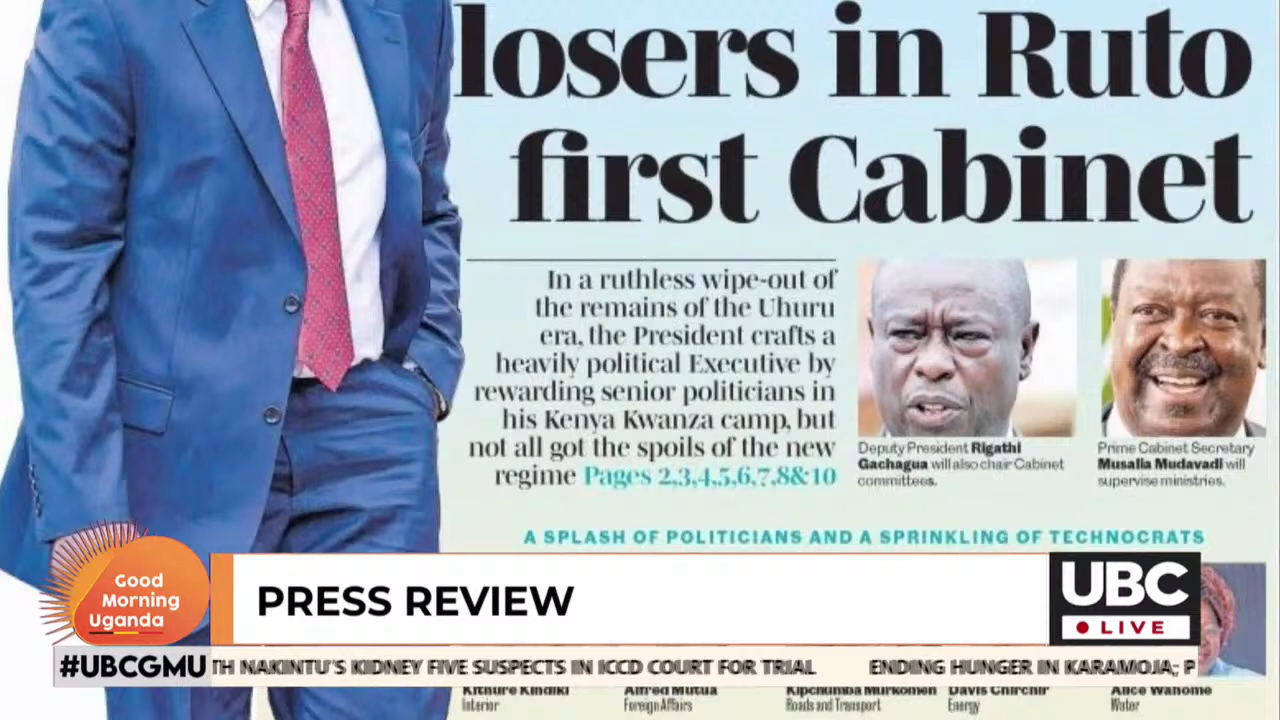 losers in Ruto
first Cabinet
In a ruthless wipe-out of
the remains of the Uhuru
era, the President crafts a
heavily political Executive by
rewarding senior politicians in
his Kenya Kwanza camp, but
not all got the spoils of the new
regime Pages 2,3,4,5,6,7,8&10
Deputy President Rigathi
Gachagua will also chair Cabinet
committees.
Prime Cabinet Secretary
Musalia Mudavadi will
supervise ministries.
A SPLASH OF POLITICIANS AND A SPRINKLING OF TECHNOCRATS
Good
Morning
Uganda
PRESS REVIEW
UBC
LIVE
#UBCGMU
TH NAKINTU'S KIDNEY FIVE SUSPECTS IN ICCD COURT FOR TRIAL ENDING HUNGER IN KARAMOJA; P
Kithure Kindiki
Interior
Alfred Mutua
Foreign Affairs
Kipchumba Murkomen
Roads and Transport
Davis Chirchir
Energy
Alice Wahome
Water